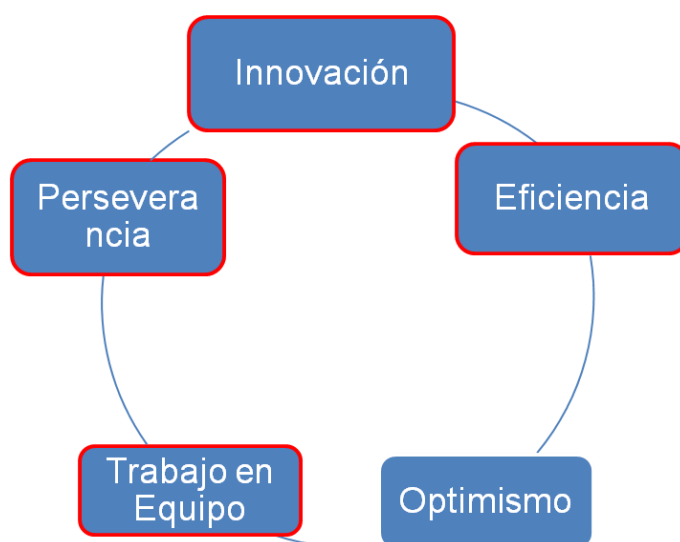 Innovación
Persevera
ncia
Eficiencia
Trabajo en
Equipo
Optimismo